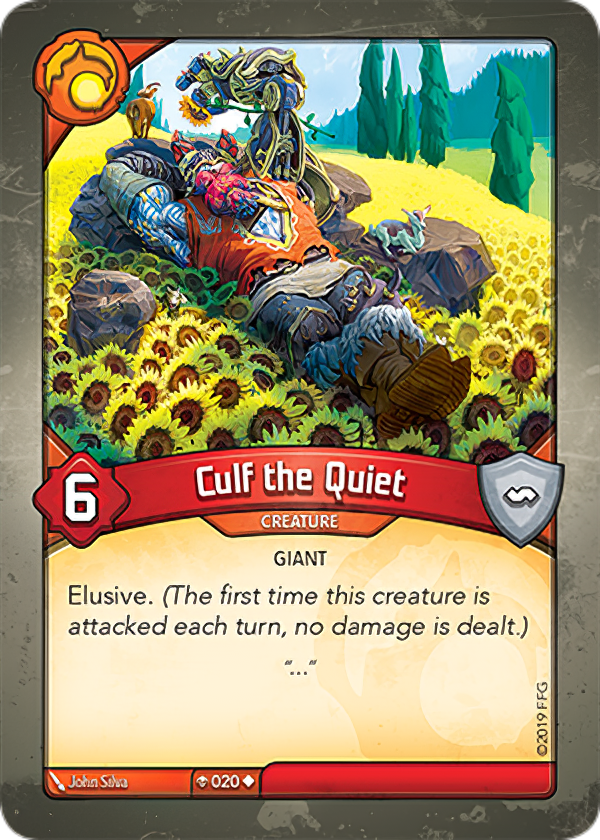 6
Culf the Quiet
CREATURE
GIANT
Elusive. (The first time this creature is
attacked each turn, no damage is dealt.)
“...”
©2019 FFG
John Silva
020